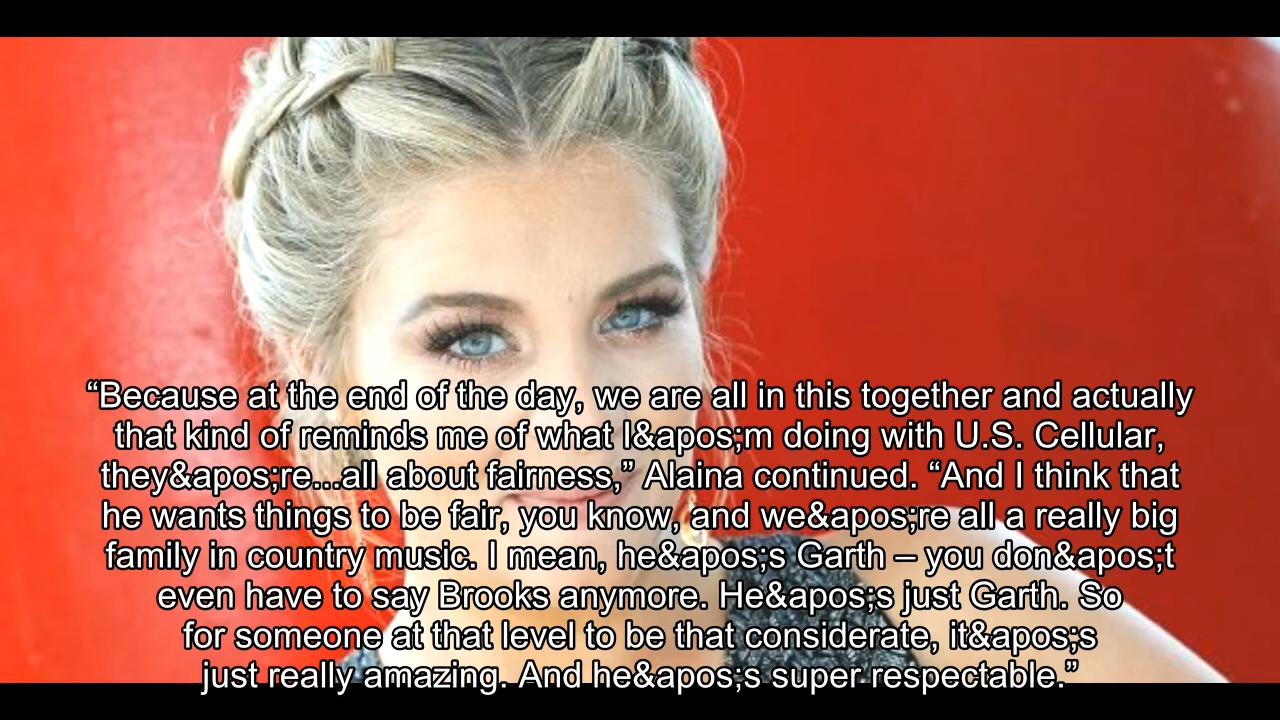 “Because at the end of the day, we are all in this together and actually
that kind of reminds me of what I&apos;m doing with U.S. Cellular,
they&apos;re...all about fairness,” Alaina continued. “And I think that
he wants things to be fair, you know, and we&apos;re all a really big
family in country music. I mean, he&apos;s Garth – you don&apos;t
even have to say Brooks anymore. He&apos;s just Garth. So
for someone at that level to be that considerate, it&apos;s
just really amazing. And he&apos;s super respectable.”